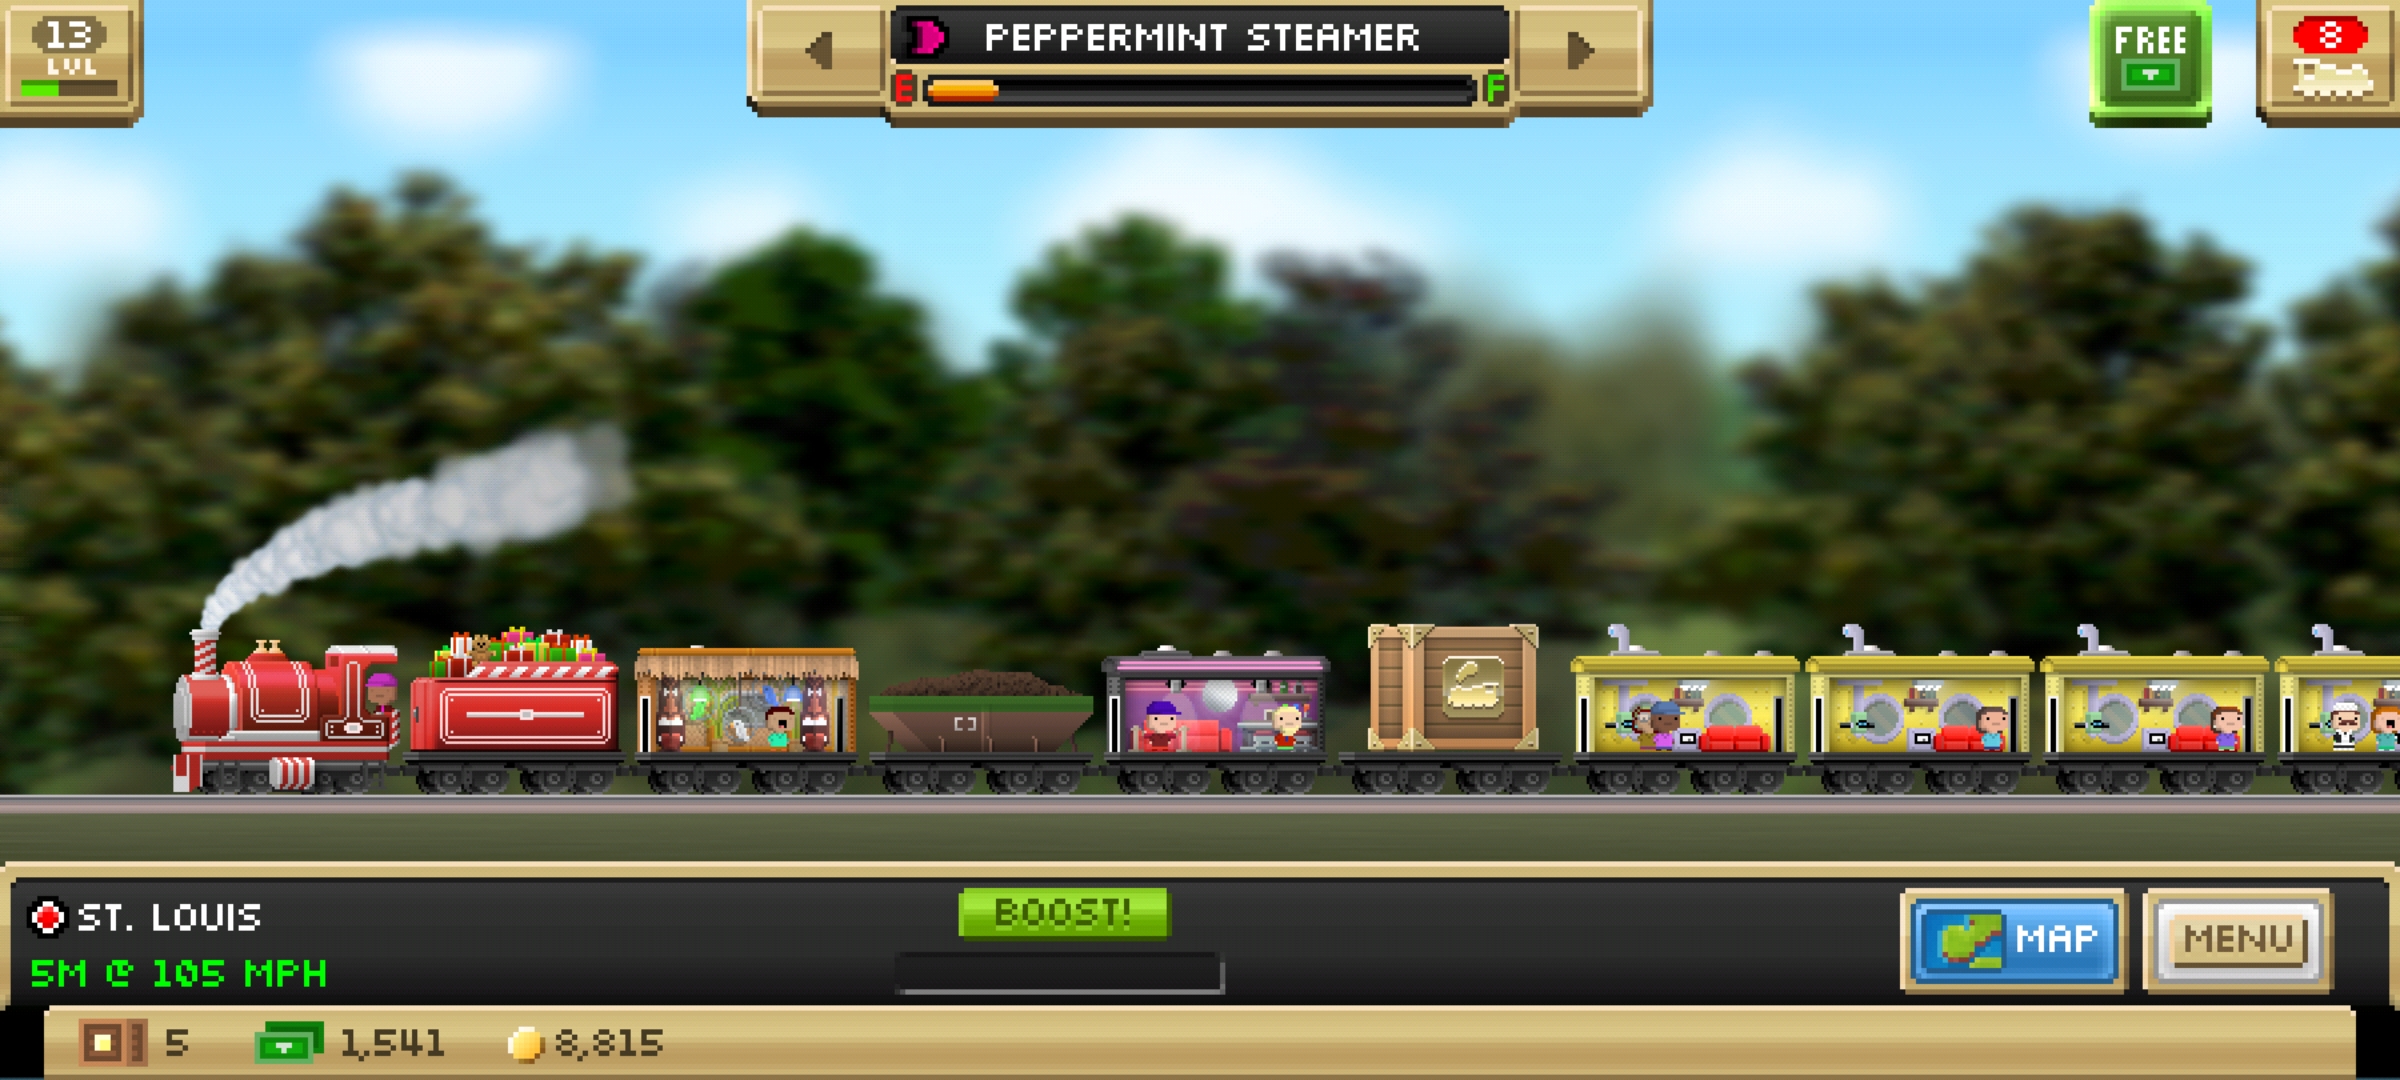 13
LVL
PEPPERMINT STEAMER
E F
FREE
8
ST. LOUIS
5M @ 105 MPH
BOOST!
MAP
MENU
5 1,541 8,815